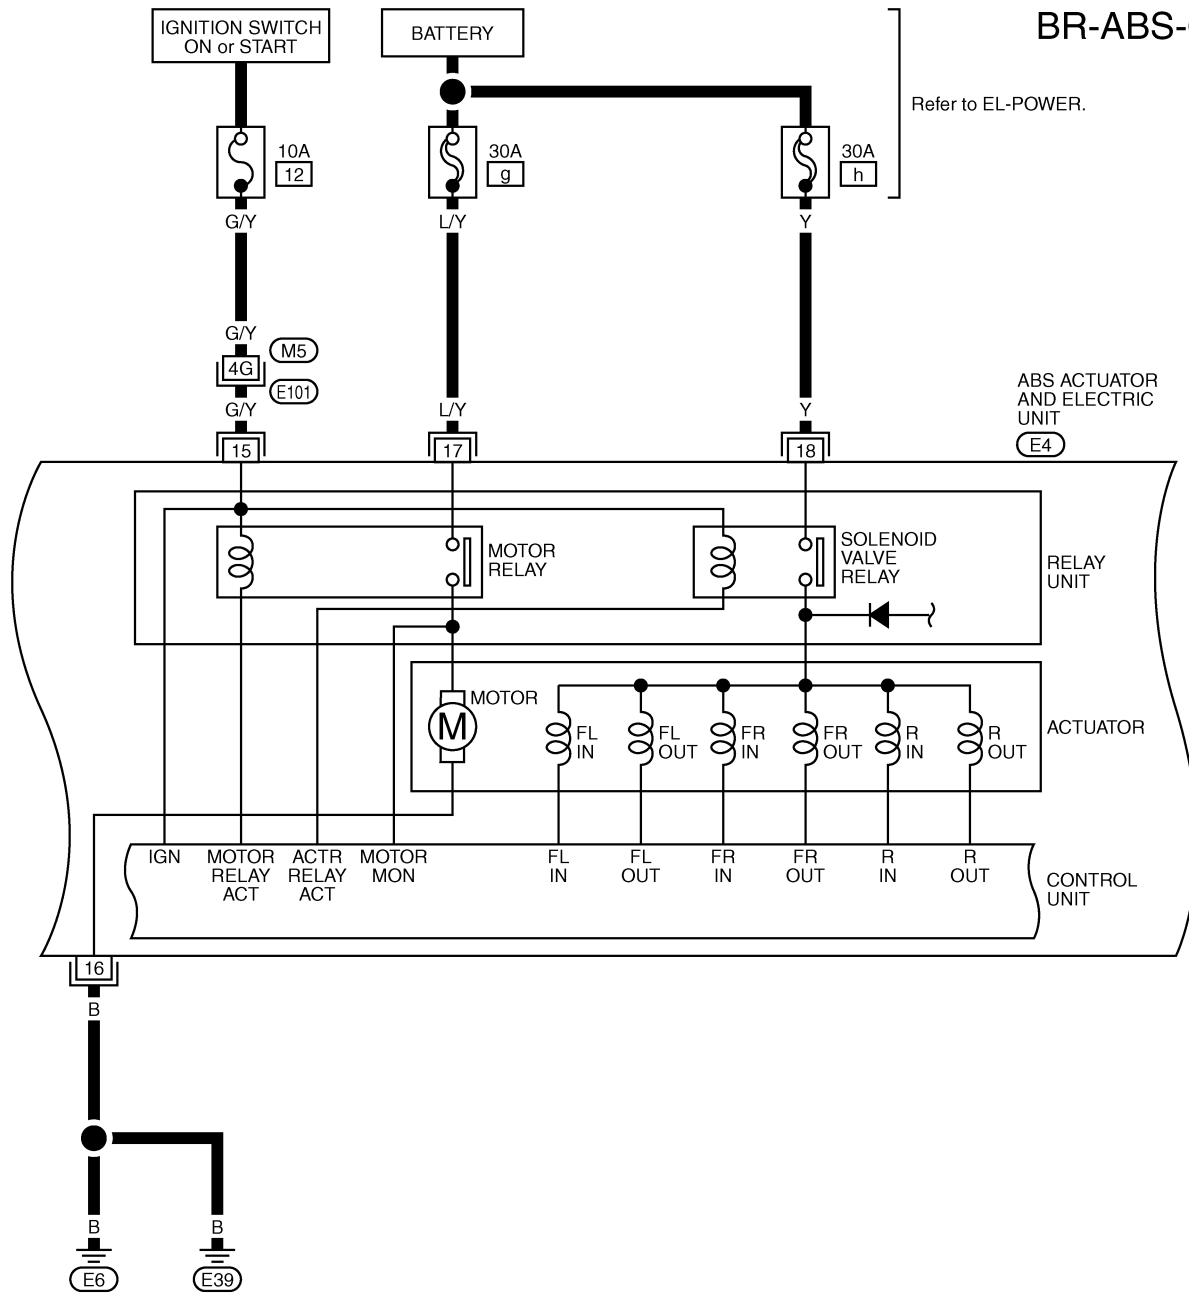 IGNITION SWITCH
ON or START
BATTERY
BR-ABS-
Refer to EL-POWER.
10A
12
30A
g
30A
h
G/Y
L/Y
Y
G/Y
M5
4G
E101
G/Y
L/Y
Y
ABS ACTUATOR
AND ELECTRIC
UNIT
E4
15
17
18
MOTOR
RELAY
SOLENOID
VALVE
RELAY
RELAY
UNIT
MOTOR
M
FL
IN
FL
OUT
FR
IN
FR
OUT
R
IN
R
OUT
ACTUATOR
IGN
MOTOR
RELAY
ACT
ACTR
RELAY
ACT
MOTOR
MON
FL
IN
FL
OUT
FR
IN
FR
OUT
R
IN
R
OUT
CONTROL
UNIT
16
B
B
B
E6
E39